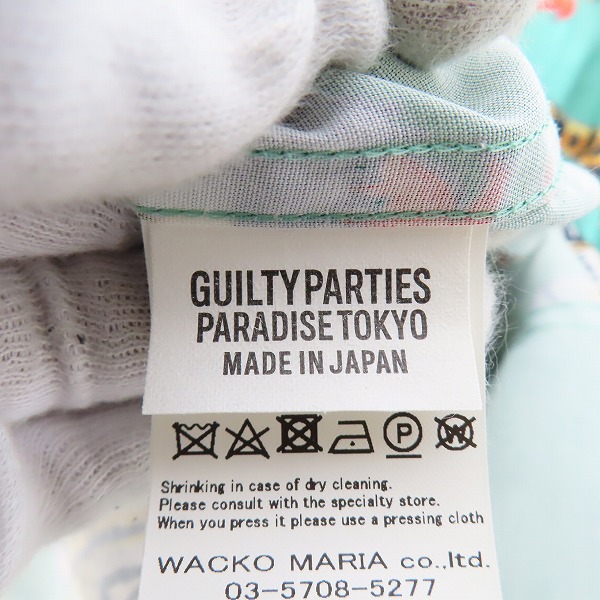 GUILTY PARTIES
PARADISE TOKYO
MADE IN JAPAN
P W
Shrinking in case of dry cleaning.
Please consult with the specialty store.
When you press it please use a pressing cloth
WACKO MARIA co.,ltd.
03-5708-5277